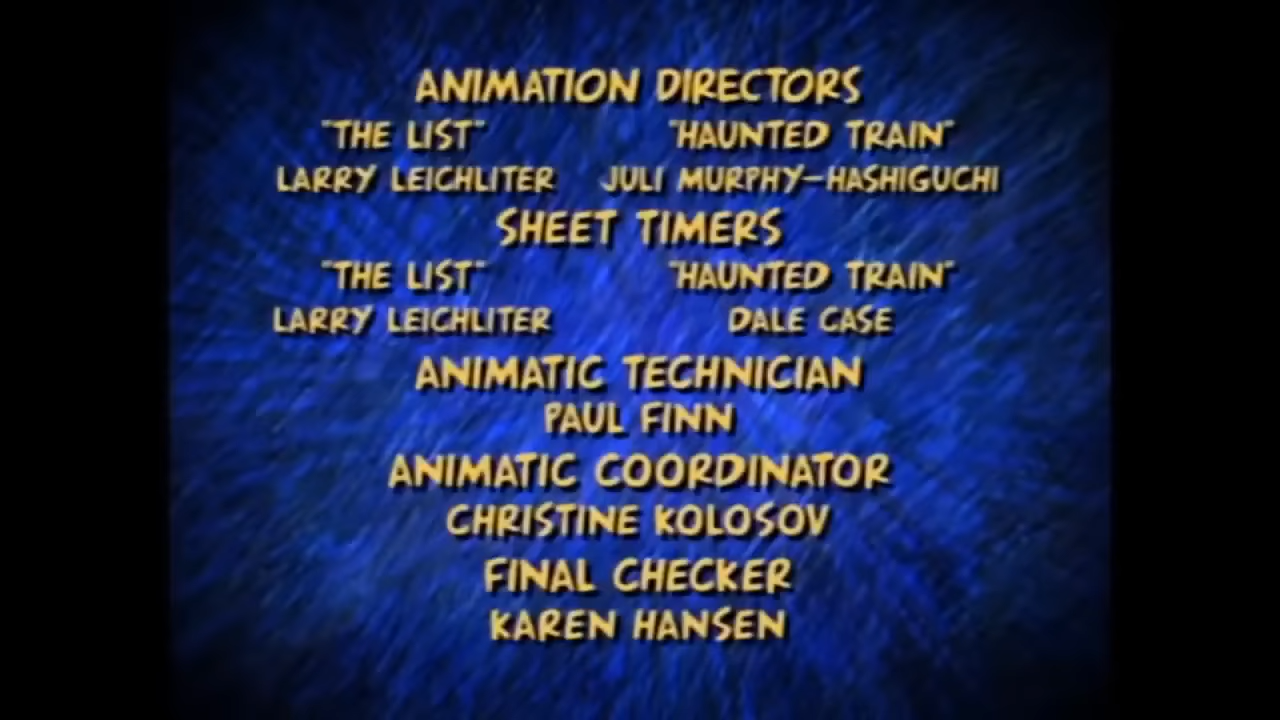 ANIMATION DIRECTORS
"THE LIST" "HAUNTED TRAIN"
LARRY LEICHLITER JULI MURPHY-HASHIGUCHI
SHEET TIMERS
"THE LIST" "HAUNTED TRAIN"
LARRY LEICHLITER DALE CASE
ANIMATIC TECHNICIAN
PAUL FINN
ANIMATIC COORDINATOR
CHRISTINE KOLOSOV
FINAL CHECKER
KAREN HANSEN